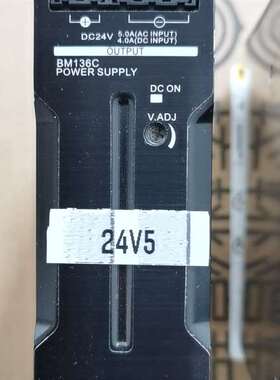 DC24V 5.0A(AC INPUT)
4.0A(DC INPUT)
OUTPUT
BM136C
POWER SUPPLY
DC ON
V.ADJ
24V5